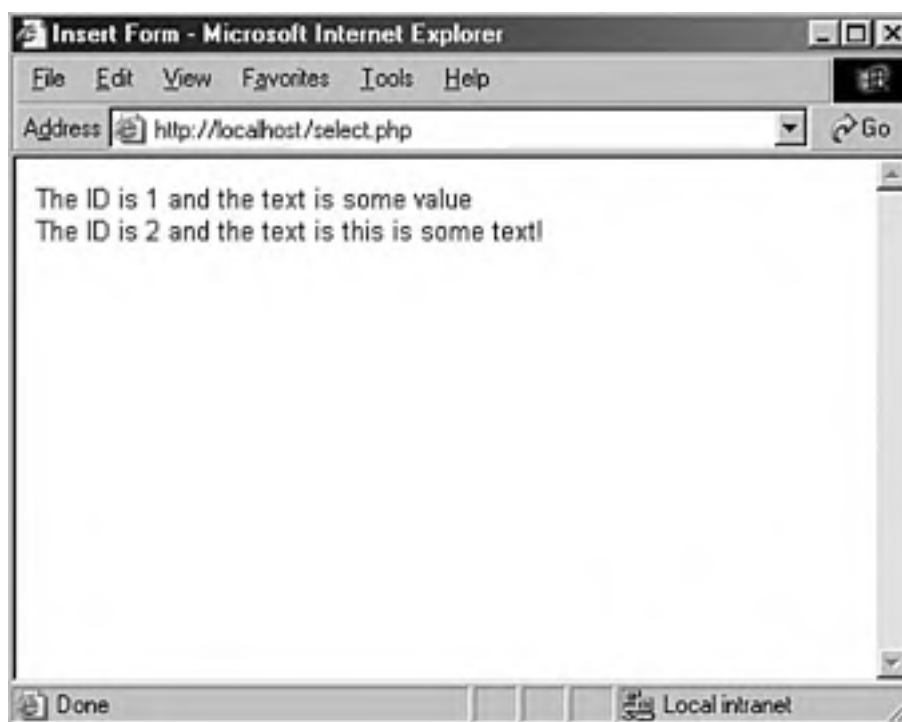 Insert Form - Microsoft Internet Explorer
File Edit View Favorites Tools Help
Address http://localhost/select.php Go
The ID is 1 and the text is some value
The ID is 2 and the text is this is some text!
Done Local intranet